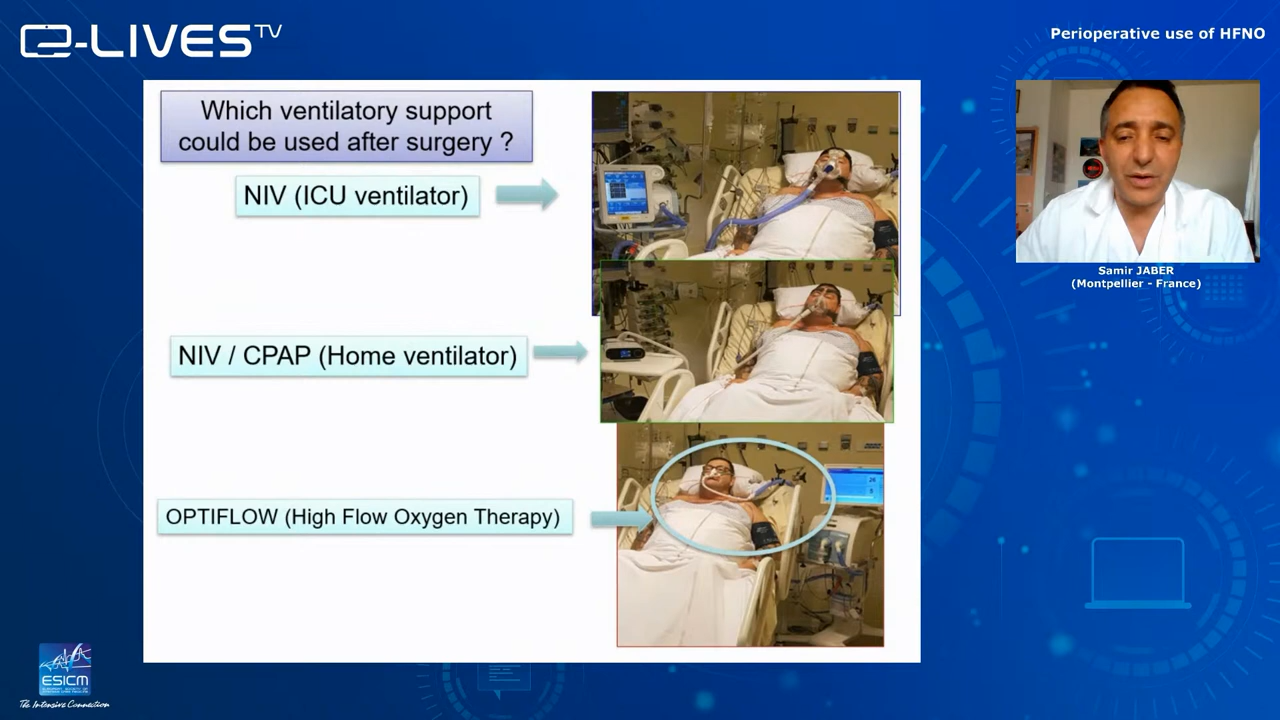 e-LIVES TV
Perioperative use of HFNO
Which ventilatory support
could be used after surgery ?
NIV (ICU ventilator)
NIV / CPAP (Home ventilator)
OPTIFLOW (High Flow Oxygen Therapy)
Samir JABER
(Montpellier - France)
ESICM
The Intensive Connection